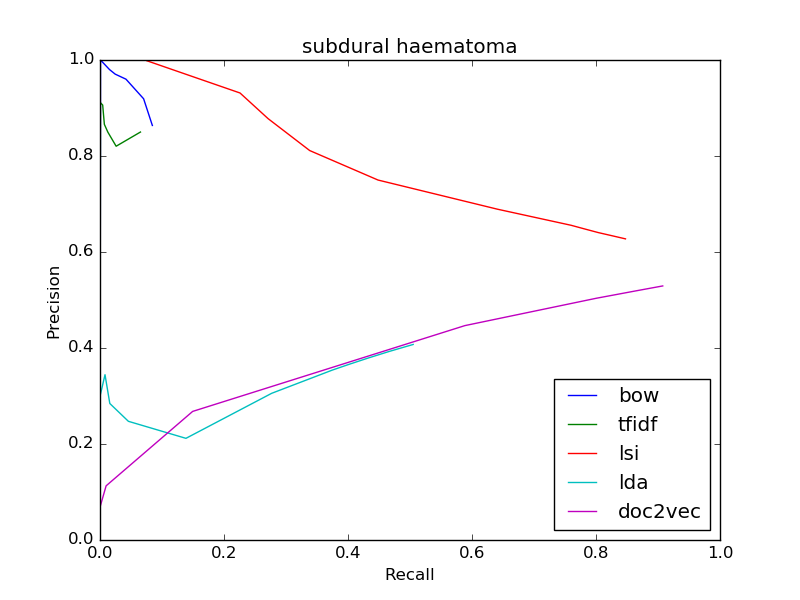 subdural haematoma
1.0
0.8
0.6
0.4
0.2
0.0
Precision
0.0 0.2 0.4 0.6 0.8 1.0
Recall
bow
tfidf
lsi
lda
doc2vec